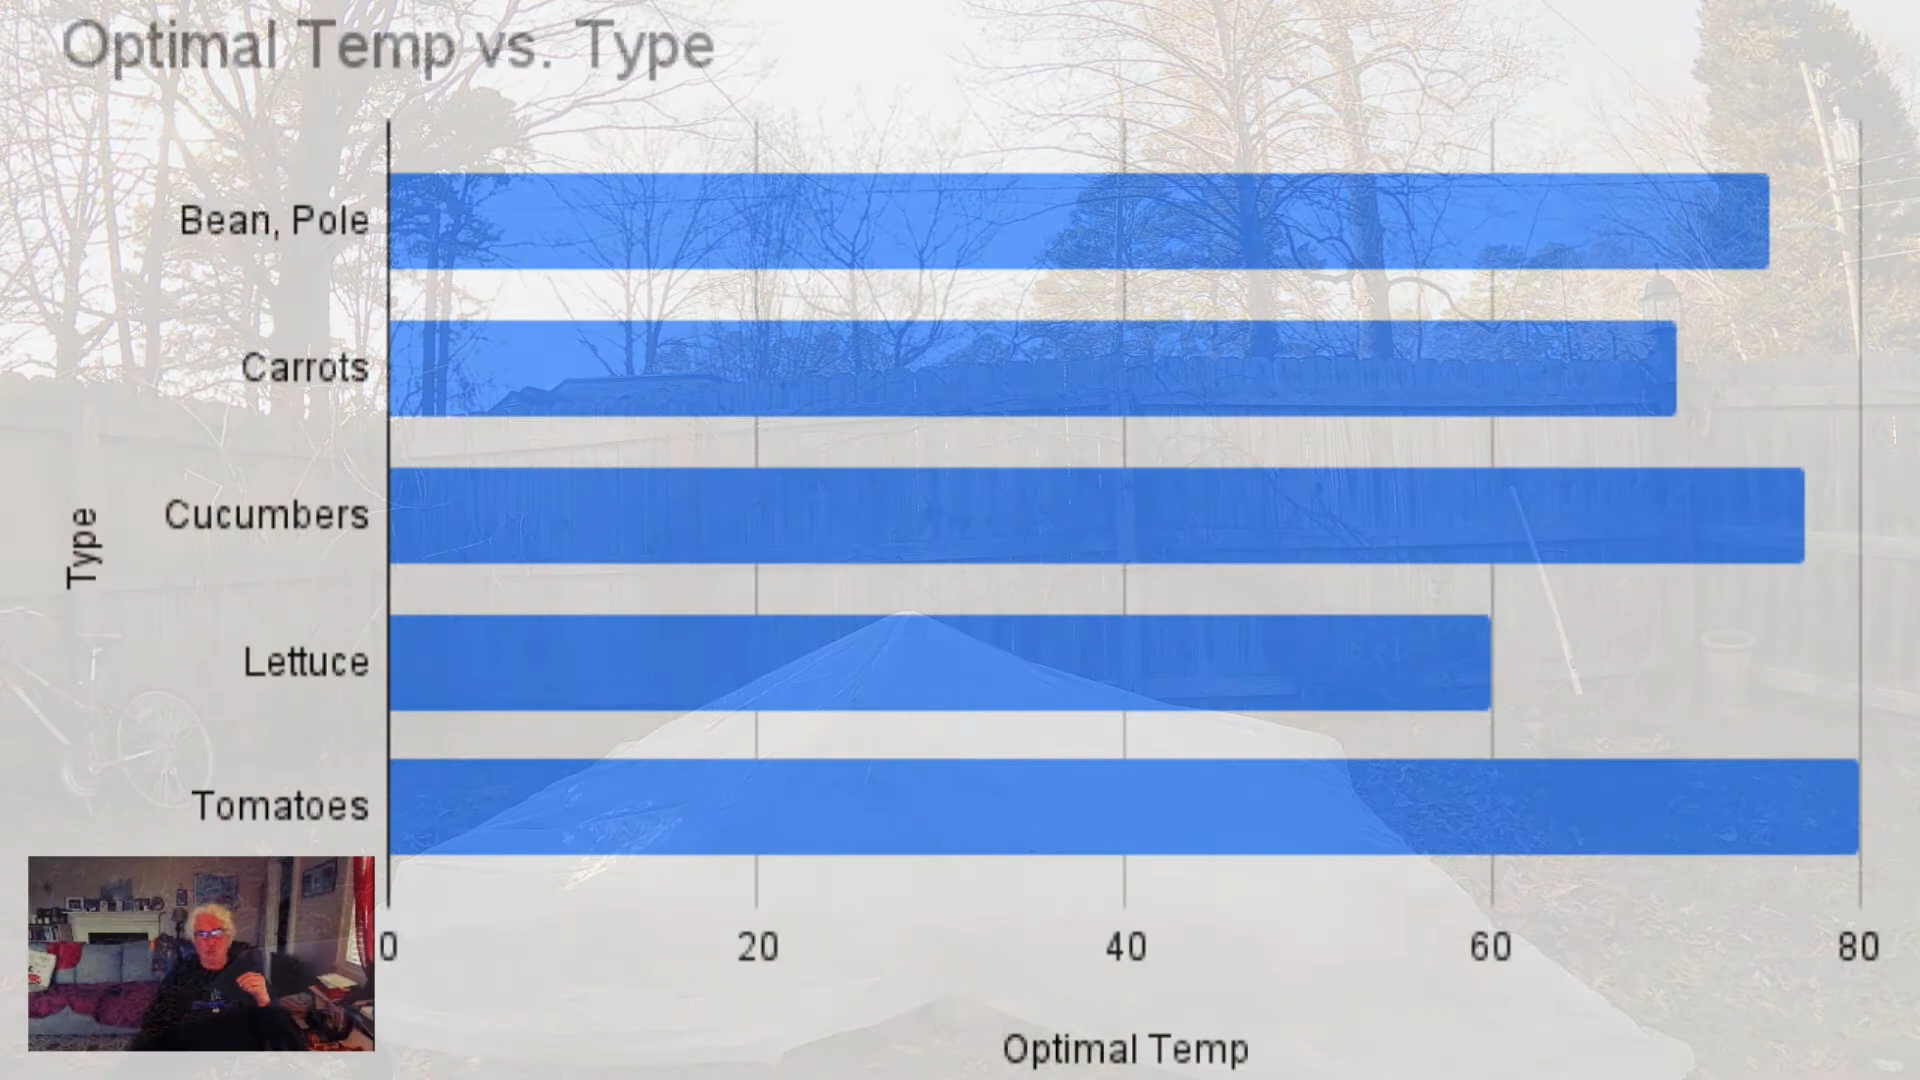 Optimal Temp vs. Type
Bean, Pole
Carrots
Cucumbers
Lettuce
Tomatoes
Type
0 20 40 60 80
Optimal Temp